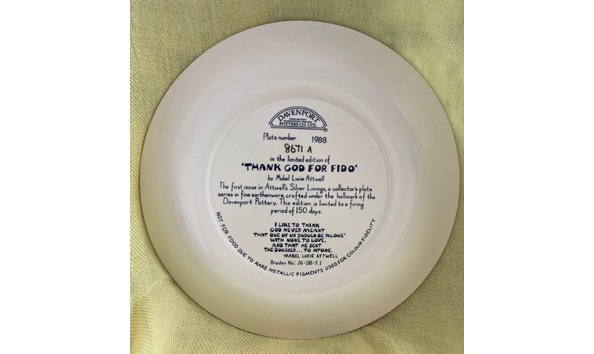 DAVENPORT
POTTERY CO. LTD.
Plate number 1988
8671 A
in the limited edition of
'THANK GOD FOR FIDO'
by Mabel Lucie Attwell
The first issue in Attwell's Silver Linings, a collector's plate
series in fine earthenware, crafted under the hallmark of the
Davenport Pottery. This edition is limited to a firing
period of 150 days.
I LIKE TO THINK
GOD NEVER MEANT
THAT ONE OF US SHOULD BE 'ALONE'
WITH NONE TO LOVE,
AND THAT HE SENT
THE DOGGIES... TO ATONE.
'MABEL LUCIE ATTWELL
Bradex No: 26-D8-5.1
NOT FOR FOOD DUE TO RARE METALLIC PIGMENTS USED FOR COLOUR FIDELITY